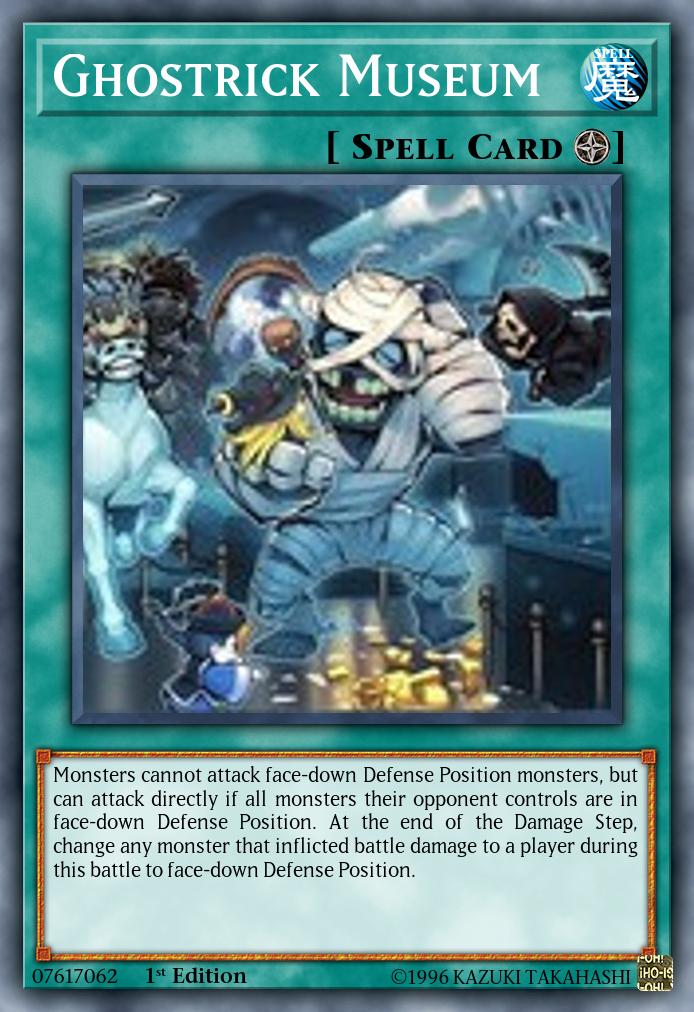 Ghostrick Museum
SPELL
魔
[ Spell Card ]
Monsters cannot attack face-down Defense Position monsters, but
can attack directly if all monsters their opponent controls are in
face-down Defense Position. At the end of the Damage Step,
change any monster that inflicted battle damage to a player during
this battle to face-down Defense Position.
07617062 1st Edition ©1996 KAZUKI TAKAHASHI